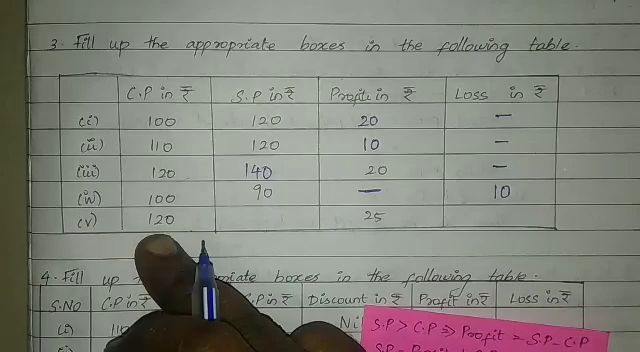 3. Fill up the appropriate boxes in the following table.
C.P in ₹ S.P in ₹ Profit in ₹ Loss in ₹
(i) 100 120 20 –
(ii) 110 120 10 –
(iii) 120 140 20 –
(iv) 100 90 – 10
(v) 120 25
4. Fill up boxes in the following table.
S.NO C.P in ₹ Discount in ₹ Profit in ₹ Loss in ₹
(i) 110 Ni
S.P > C.P ⇒ Profit = S.P – C.P